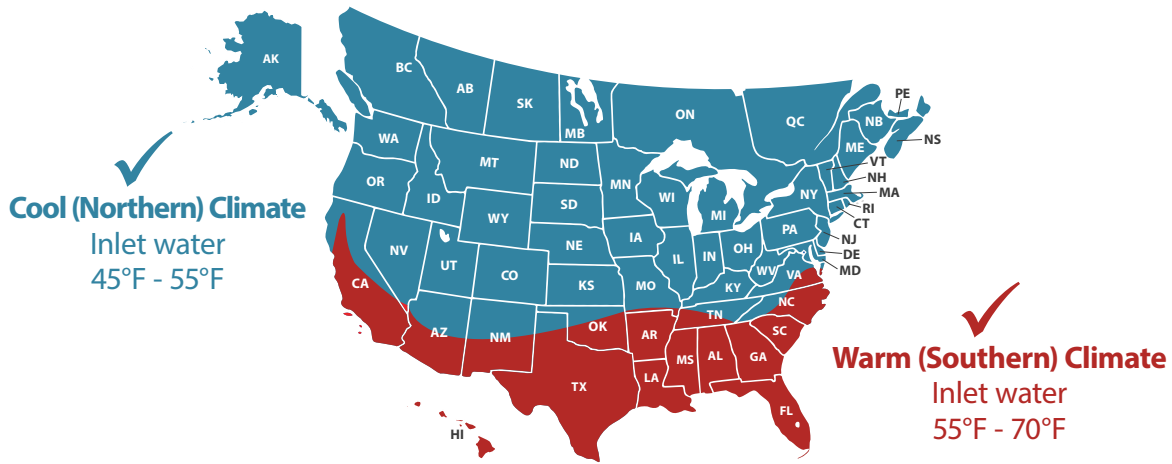 AK
BC
AB
SK
MB
ON
QC
PE
NB
NS
ME
VT
NH
MA
RI
CT
NJ
DE
MD
WA
MT
ND
MN
OR
ID
WY
SD
WI
MI
NY
PA
NV
UT
CO
NE
IA
IL
IN
OH
WV
VA
KS
MO
KY
CA
AZ
NM
OK
AR
TN
NC
SC
MS
AL
GA
TX
LA
FL
HI
Cool (Northern) Climate
Inlet water
45°F - 55°F
Warm (Southern) Climate
Inlet water
55°F - 70°F